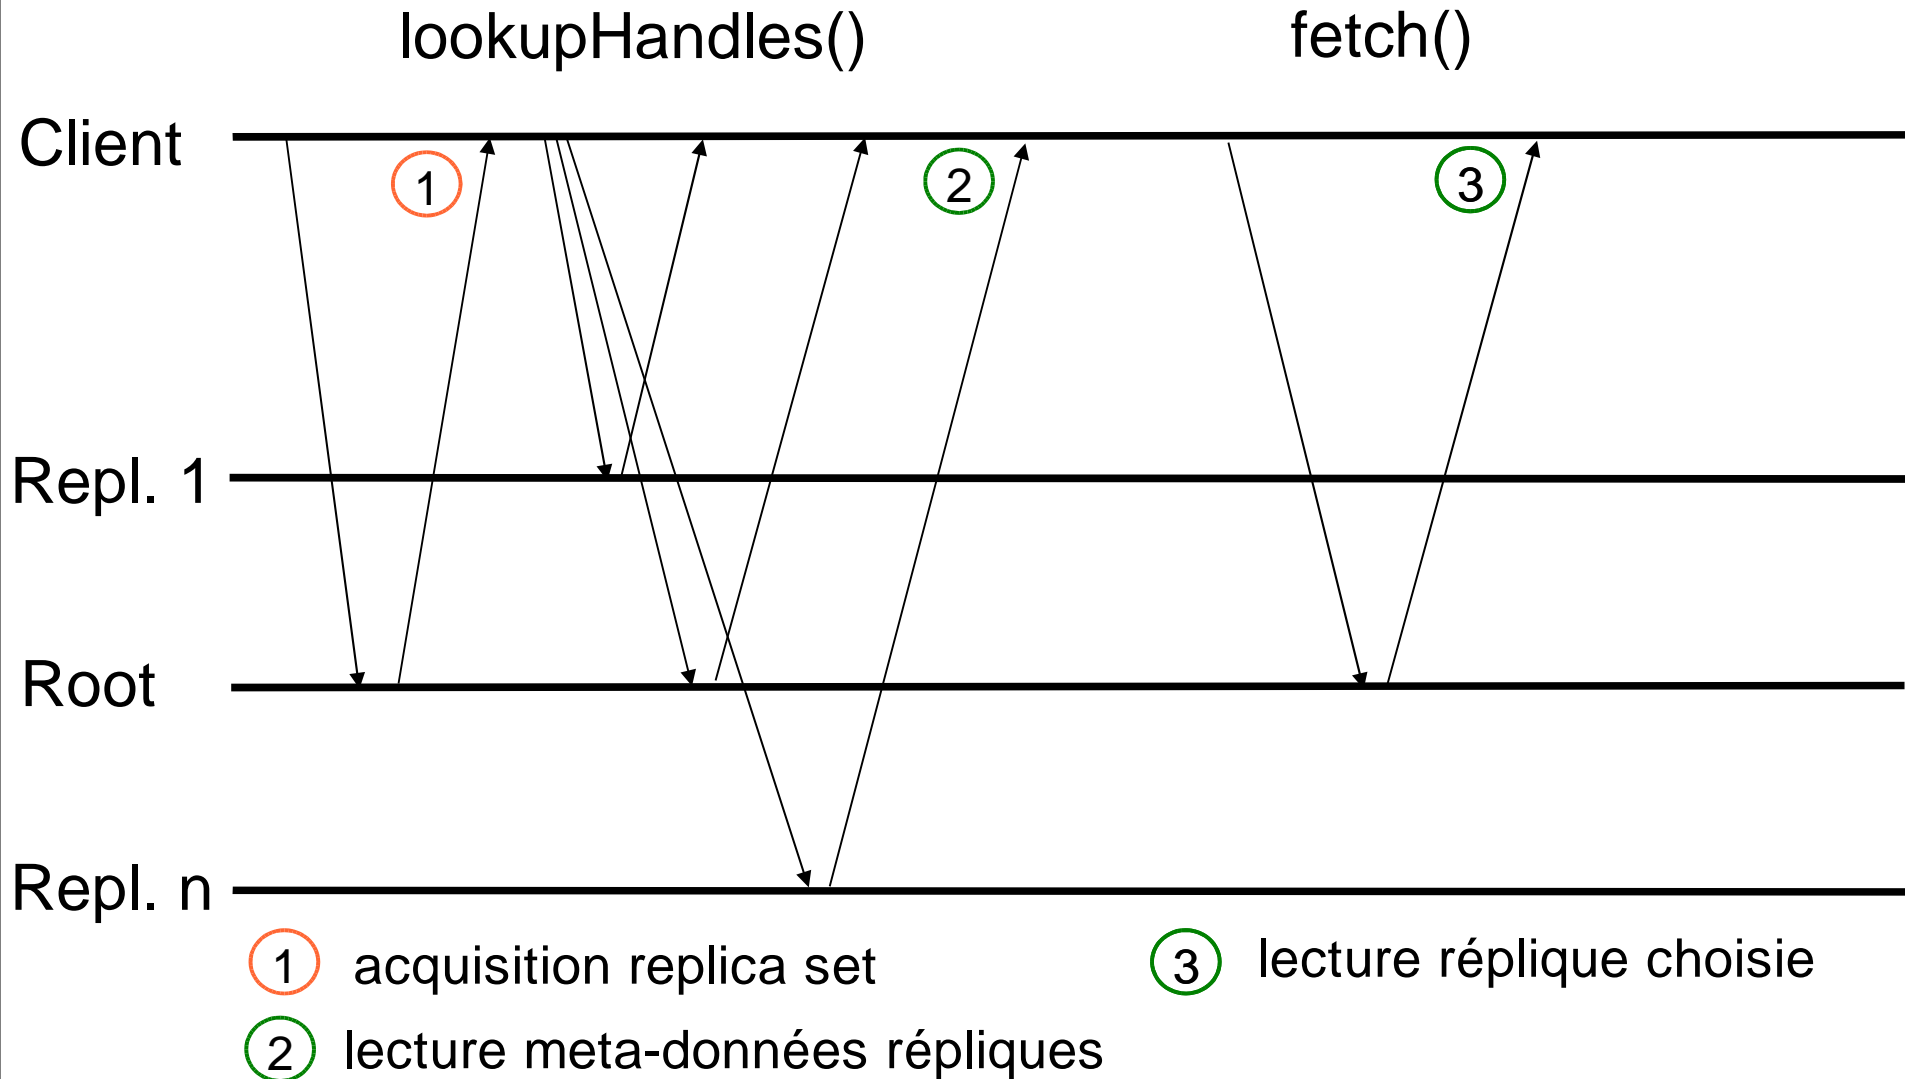 lookupHandles() fetch()
Client
1 2 3
Repl. 1
Root
Repl. n
1 acquisition replica set
3 lecture réplique choisie
2 lecture meta-données répliques